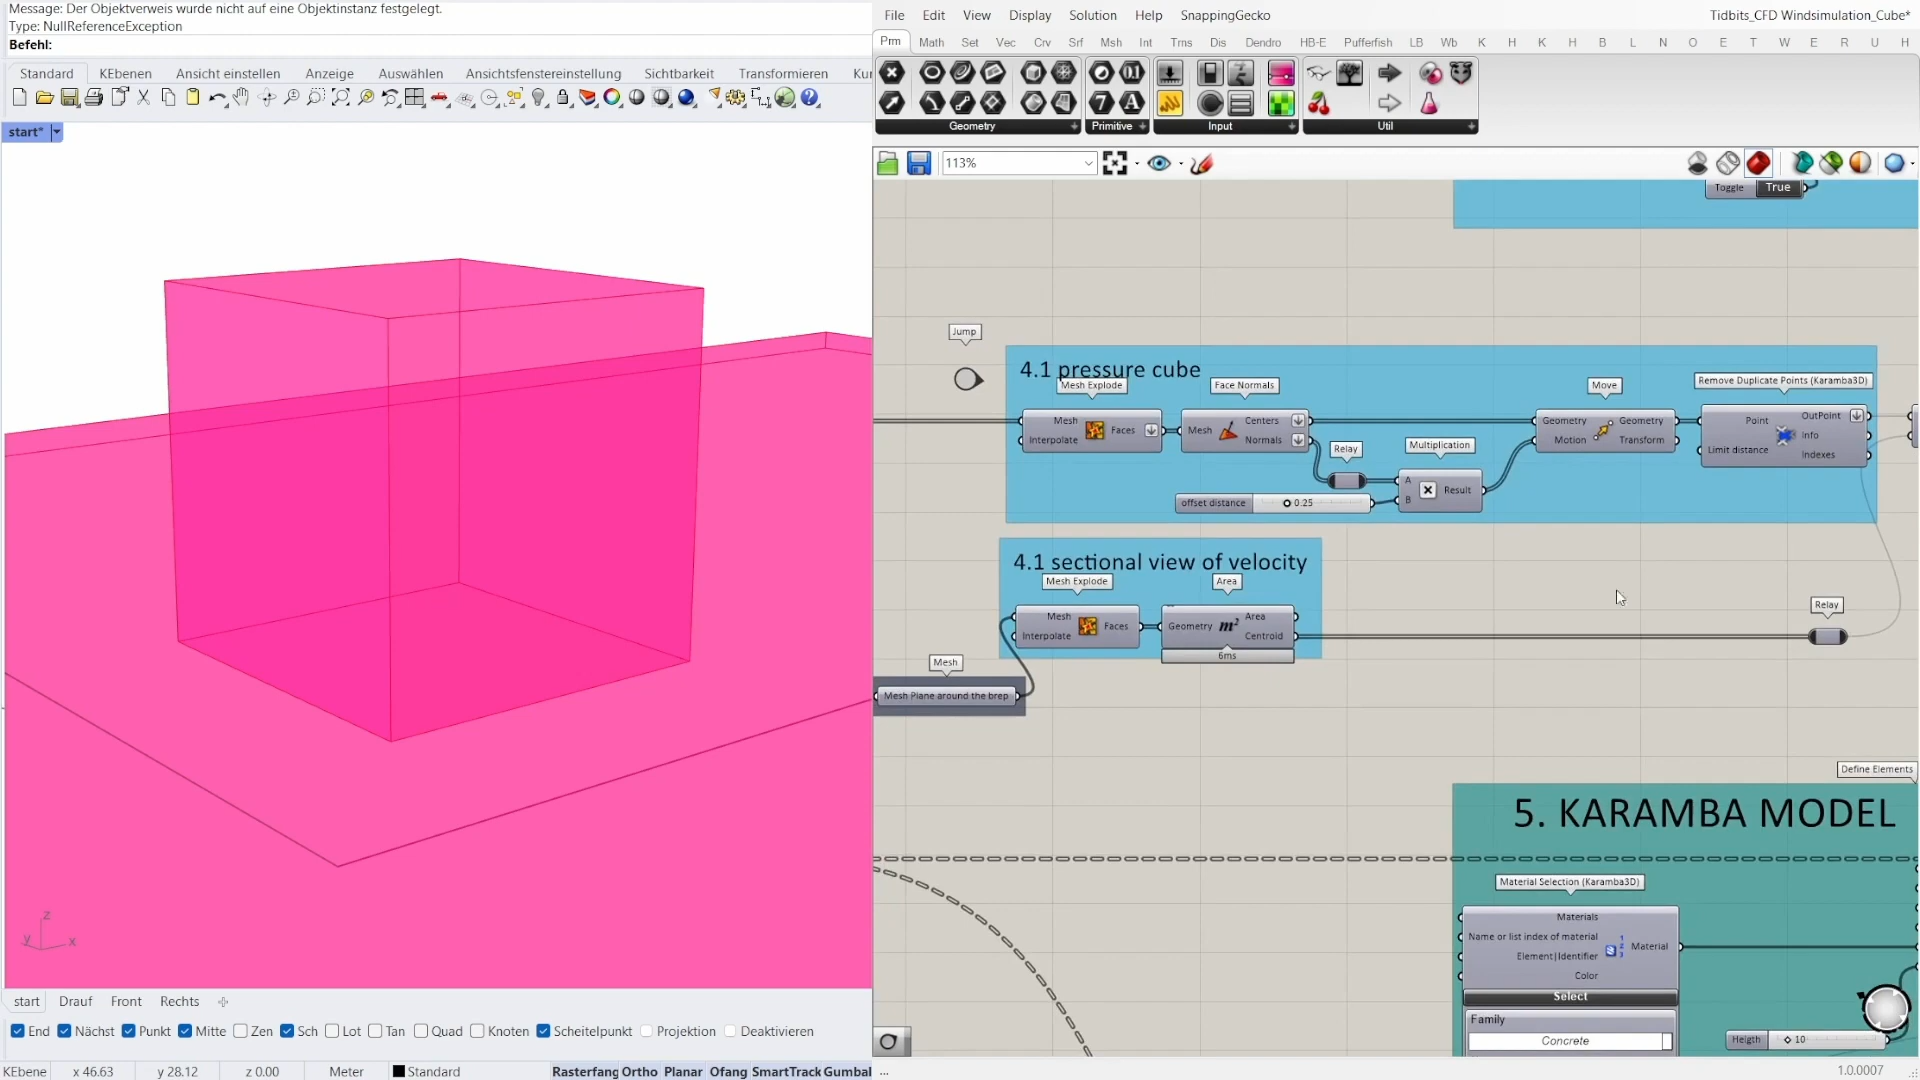 Message: Der Objektverweis wurde nicht auf eine Objektinstanz festgelegt.
Type: NullReferenceException
Befehl:
Standard KEbenen Ansicht einstellen Anzeige Auswählen Ansichtsfenstereinstellung Sichtbarkeit Transformieren Ku
start*
z
y x
start Drauf Front Rechts
End Nächst Punkt Mitte Zen Sch Lot Tan Quad Knoten Scheitelpunkt Projektion Deaktivieren
KEbene x 46.63 y 28.12 z 0.00 Meter Standard Rasterfang Ortho Planar Ofang SmartTrack Gumbal
File Edit View Display Solution Help SnappingGecko Tidbits_CFD Windsimulation_Cube*
Prm Math Set Vec Crv Srf Msh Int Trns Dis Dendro HB-E Pufferfish LB Wb K H K H B L N O E T W E R U H
Geometry Primitive Input Util
113%
Toggle True
Jump
4.1 pressure cube
Mesh Explode Face Normals Move Remove Duplicate Points (Karamba3D)
Mesh Interpolate Faces
Mesh Centers Normals
Relay Multiplication
offset distance 0.25
A B Result
Geometry Motion Geometry Transform
Point Limit distance OutPoint Info Indexes
4.1 sectional view of velocity
Mesh Explode Area
Mesh Interpolate Faces
Geometry m² Area Centroid
6ms
Relay
Mesh
Mesh Plane around the brep
Define Elements
5. KARAMBA MODEL
Material Selection (Karamba3D)
Materials
Name or list index of material
Element|Identifier
Color
Material
Select
Family
Concrete
Heigth 10
...
1.0.0007